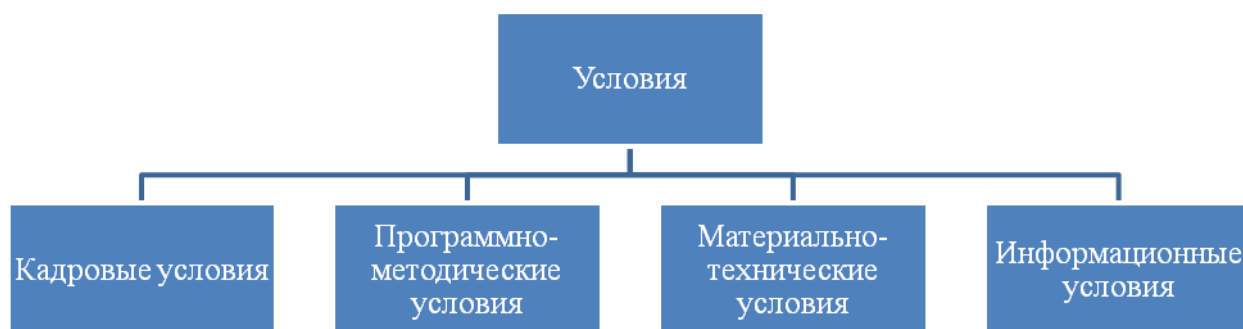 Условия
Кадровые условия
Программно-
методические
условия
Материально-
технические
условия
Информационные
условия